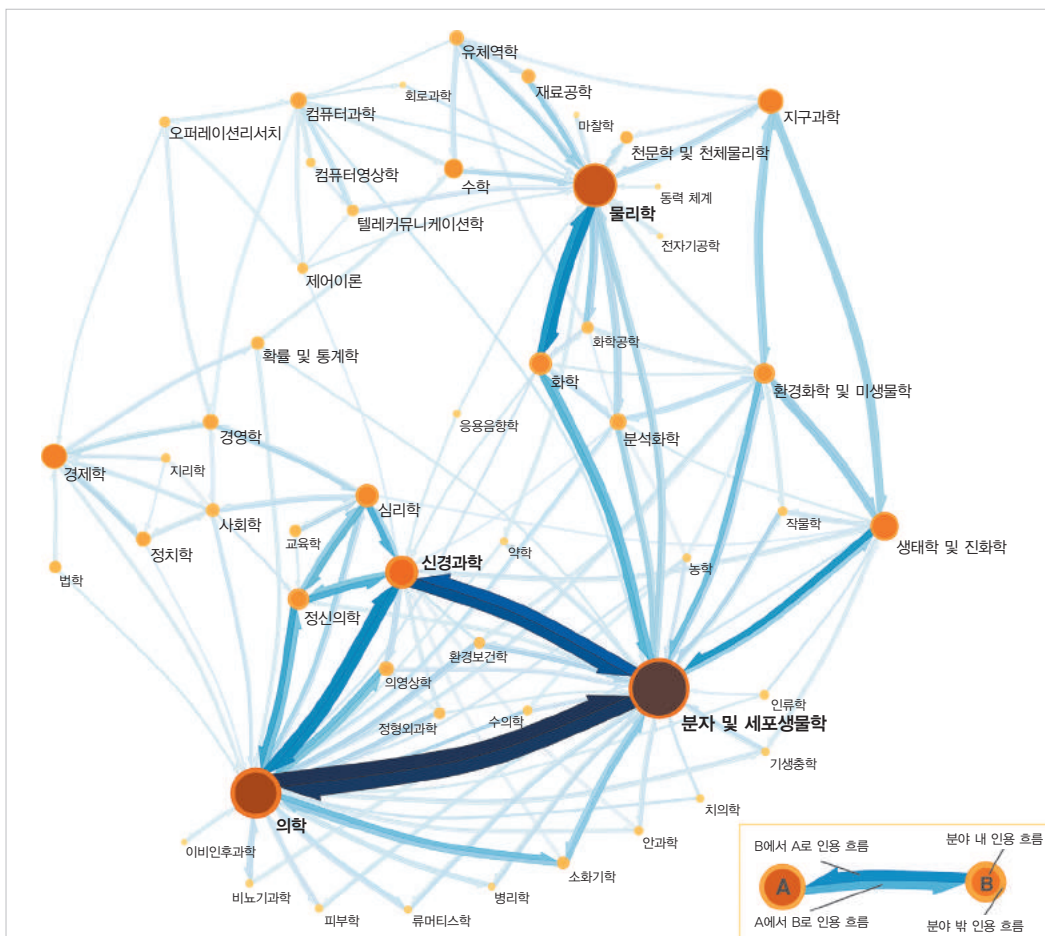 유체역학
재료공학
회로과학
컴퓨터과학
지구과학
마찰학
오퍼레이션리서치
천문학 및 천체물리학
컴퓨터영상학
수학
동력 체계
물리학
텔레커뮤니케이션학
전자기공학
제어이론
화학공학
확률 및 통계학
화학
환경화학 및 미생물학
응용음향학
경영학
분석화학
경제학
지리학
심리학
사회학
작물학
교육학
약학
생태학 및 진화학
정치학
신경과학
농학
법학
정신의학
환경보건학
의영상학
인류학
수의학
정형외과학
분자 및 세포생물학
기생충학
치의학
의학
안과학
이비인후과학
소화기학
비뇨기과학
병리학
피부학
류머티스학
B에서 A로 인용 흐름
분야 내 인용 흐름
A
B
A에서 B로 인용 흐름
분야 밖 인용 흐름